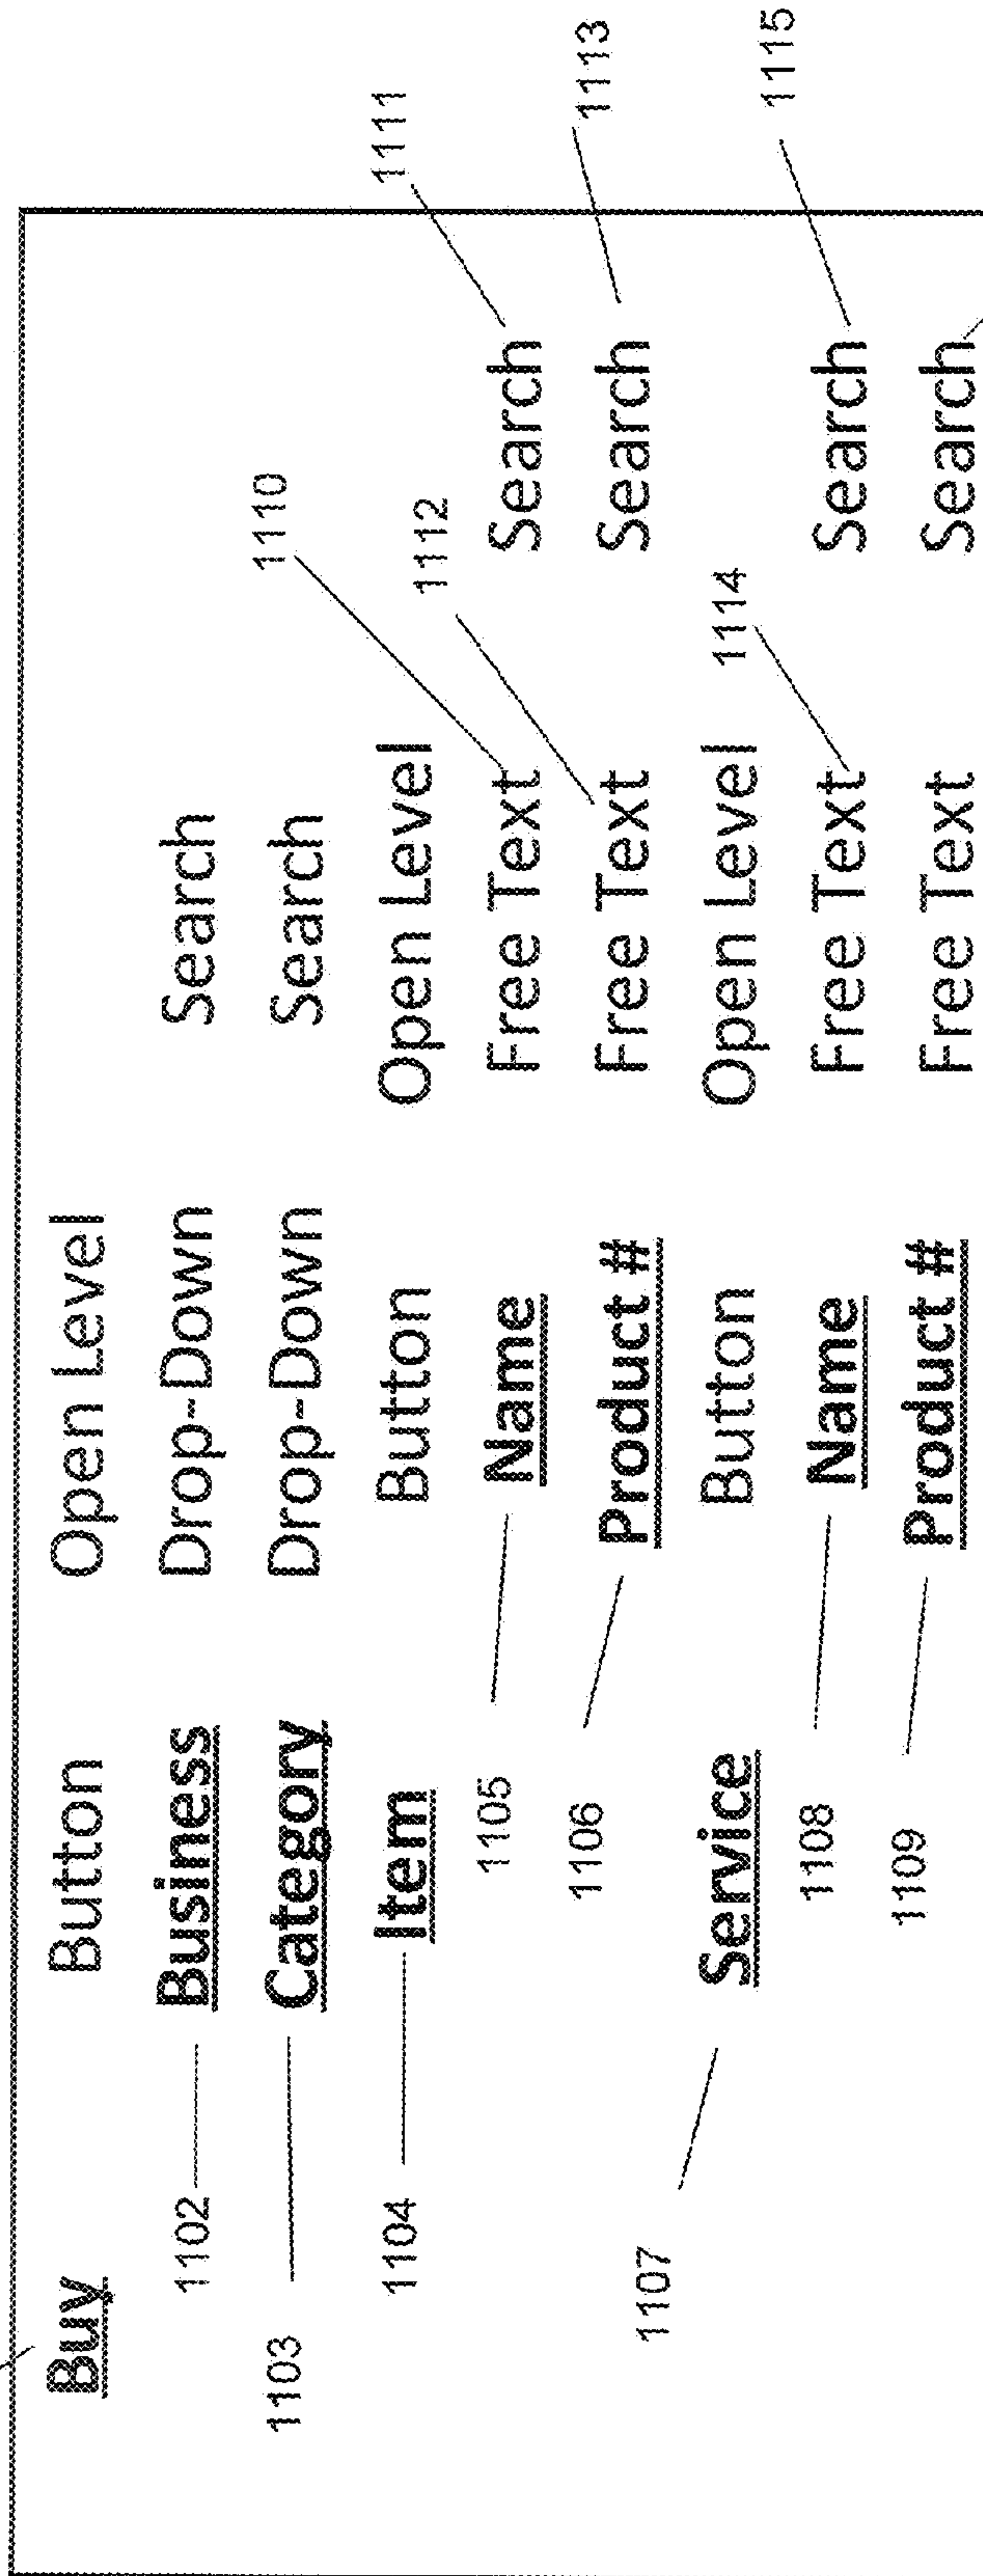 Buy Button Open Level
1102 Business Drop-Down Search
1103 Category Drop-Down Search
1104 Item Button Open Level
1105 Name Free Text 1110 Search 1111
1106 Product # Free Text 1112 Search 1113
1107 Service Button Open Level
1108 Name Free Text 1114 Search 1115
1109 Product # Free Text Search